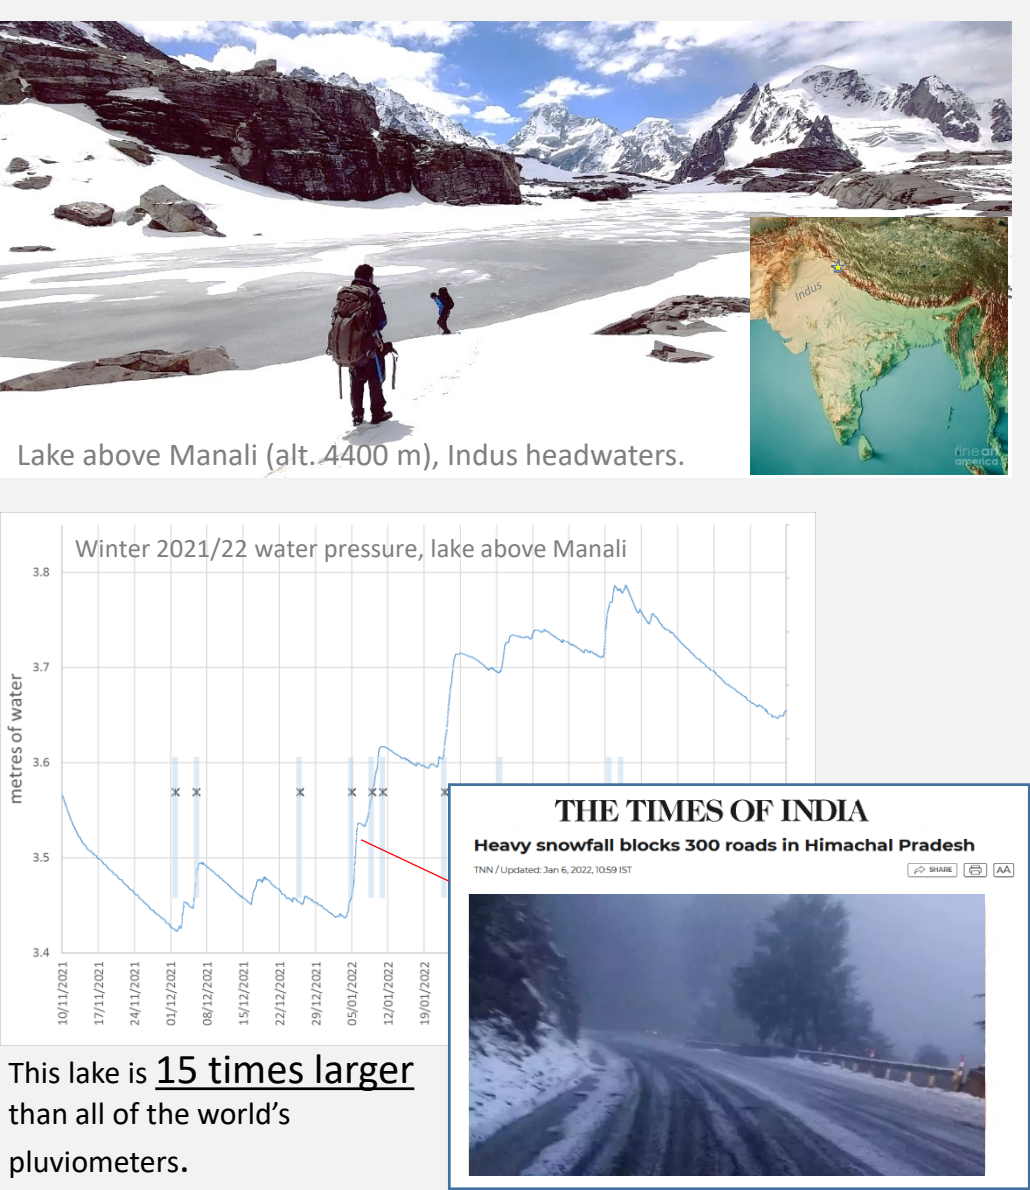 Indus
fineart
america
Lake above Manali (alt. 4400 m), Indus headwaters.
Winter 2021/22 water pressure, lake above Manali
metres of water
3.8
3.7
3.6
3.5
3.4
10/11/2021
17/11/2021
24/11/2021
01/12/2021
08/12/2021
15/12/2021
22/12/2021
29/12/2021
05/01/2022
12/01/2022
19/01/2022
THE TIMES OF INDIA
Heavy snowfall blocks 300 roads in Himachal Pradesh
TNN / Updated: Jan 6, 2022, 10:59 IST
SHARE
AA
This lake is 15 times larger
than all of the world’s
pluviometers.